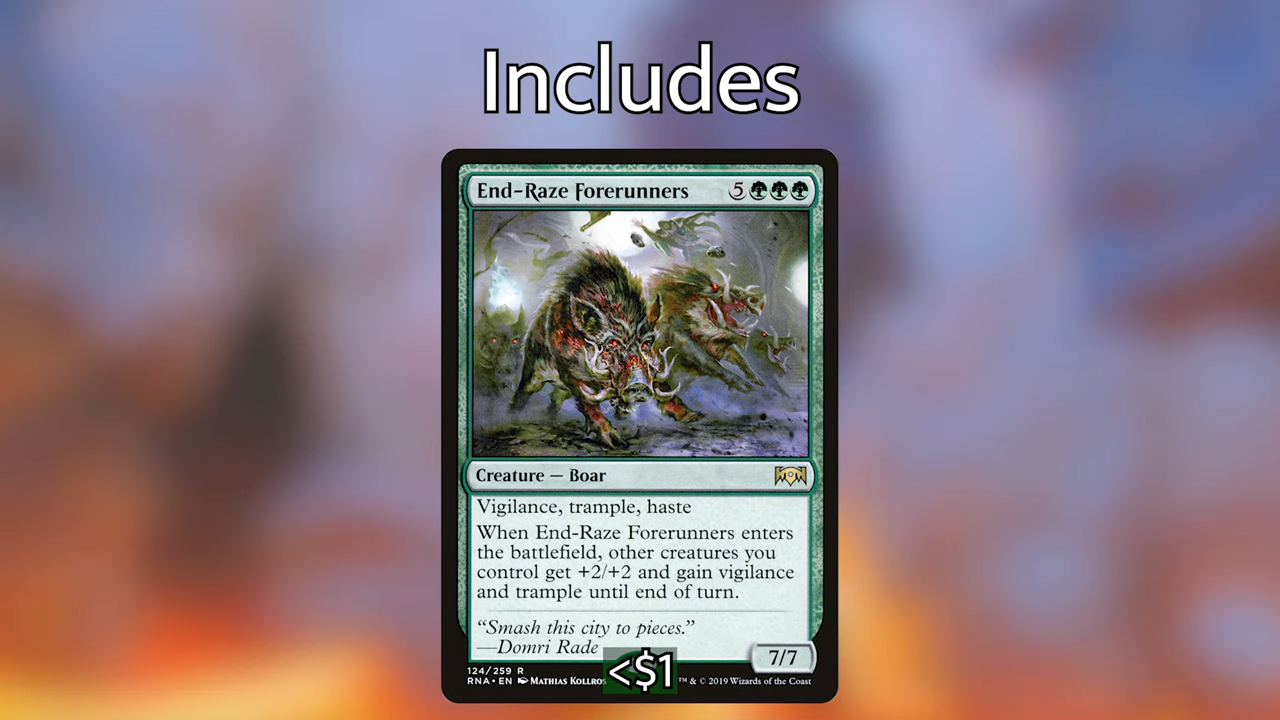 Includes
End-Raze Forerunners 5
Creature — Boar
Vigilance, trample, haste
When End-Raze Forerunners enters
the battlefield, other creatures you
control get +2/+2 and gain vigilance
and trample until end of turn.
“Smash this city to pieces.”
—Domri Rade
7/7
<$1
124/259 R
RNA • EN Mathias Kollros ™ & © 2019 Wizards of the Coast